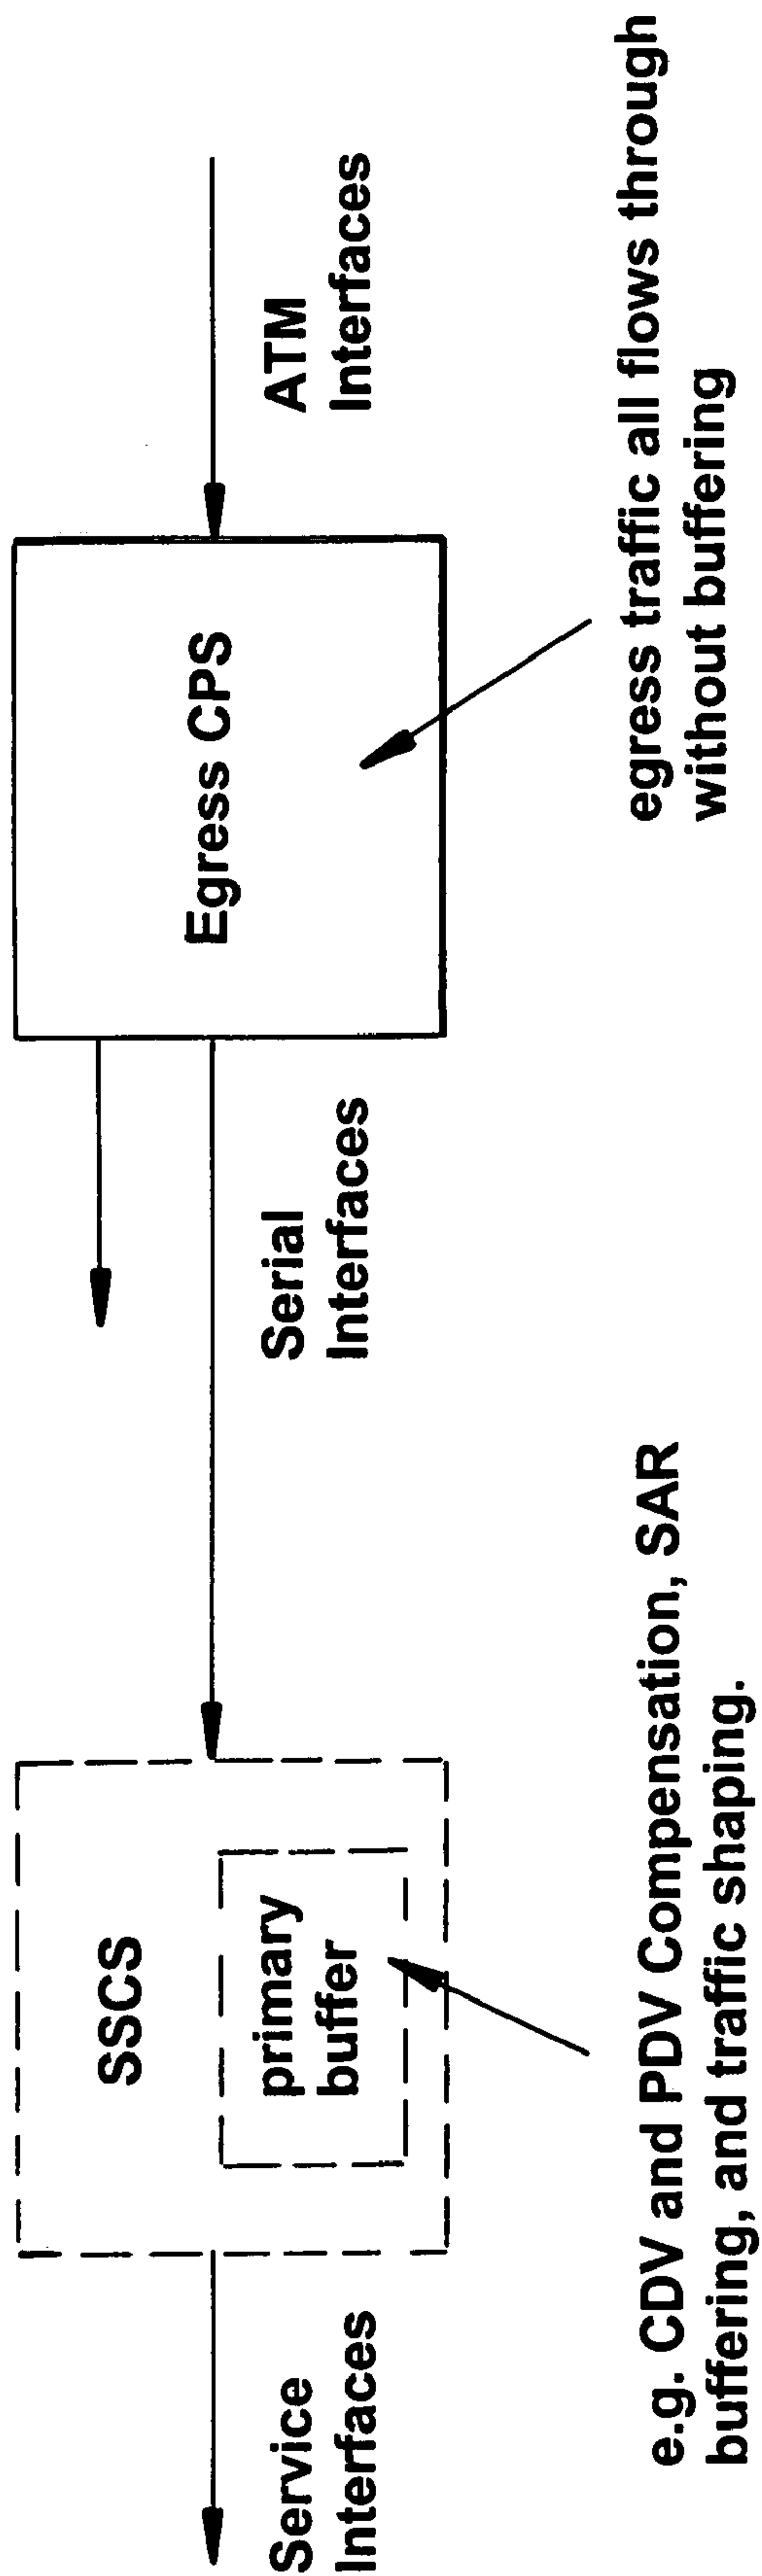 SSCS
primary
buffer
Service
Interfaces
e.g. CDV and PDV Compensation, SAR
buffering, and traffic shaping.
Serial
Interfaces
Egress CPS
ATM
Interfaces
egress traffic all flows through
without buffering